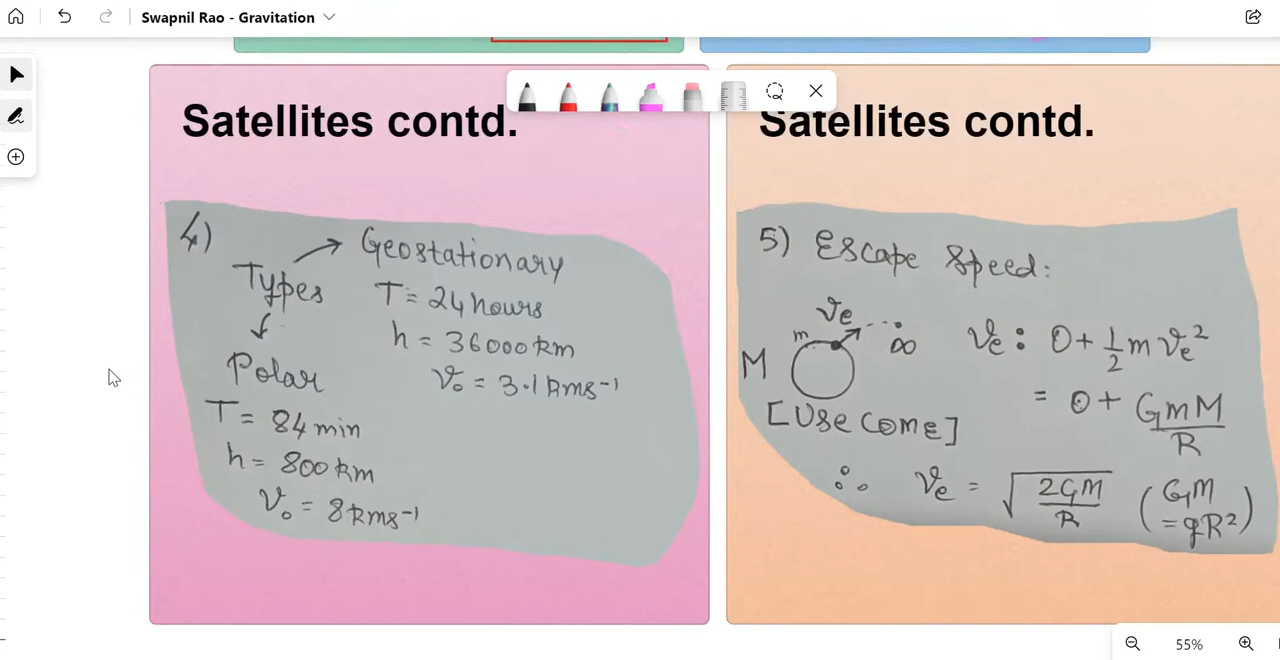 Swapnil Rao - Gravitation
Satellites contd.
4)
Types → Geostationary
T = 24 hours
h = 36000 km
v₀ = 3.1 kms⁻¹
Polar
T = 84 min
h = 800 km
v₀ = 8 kms⁻¹
Satellites contd.
5) Escape Speed:
vₑ
m
∞
M
[Use COME]
vₑ : 0 + 1/2 m vₑ²
= 0 + GmM/R
∴ vₑ = √(2GM/R) (GM = gR²)
55%